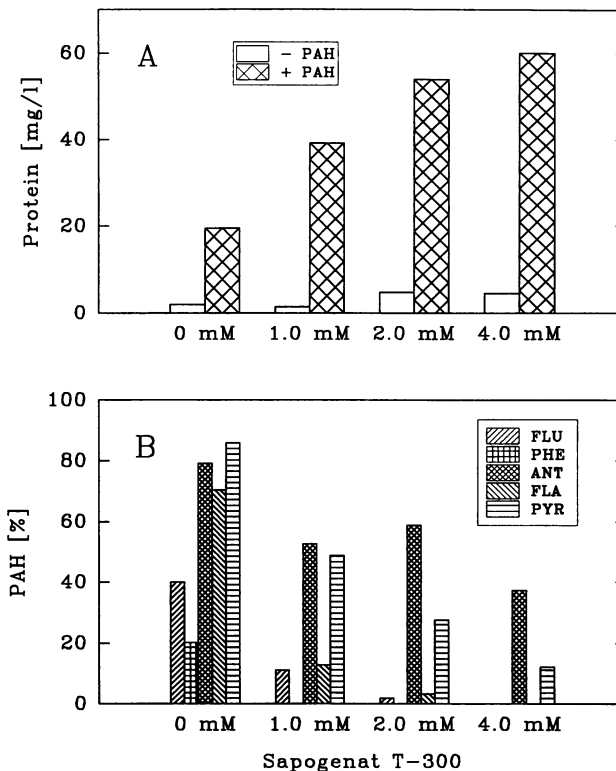 A
- PAH
+ PAH
Protein [mg/l]
60
40
20
0
0 mM 1.0 mM 2.0 mM 4.0 mM
B
FLU
PHE
ANT
FLA
PYR
PAH [%]
100
80
60
40
20
0
0 mM 1.0 mM 2.0 mM 4.0 mM
Sapogenat T-300